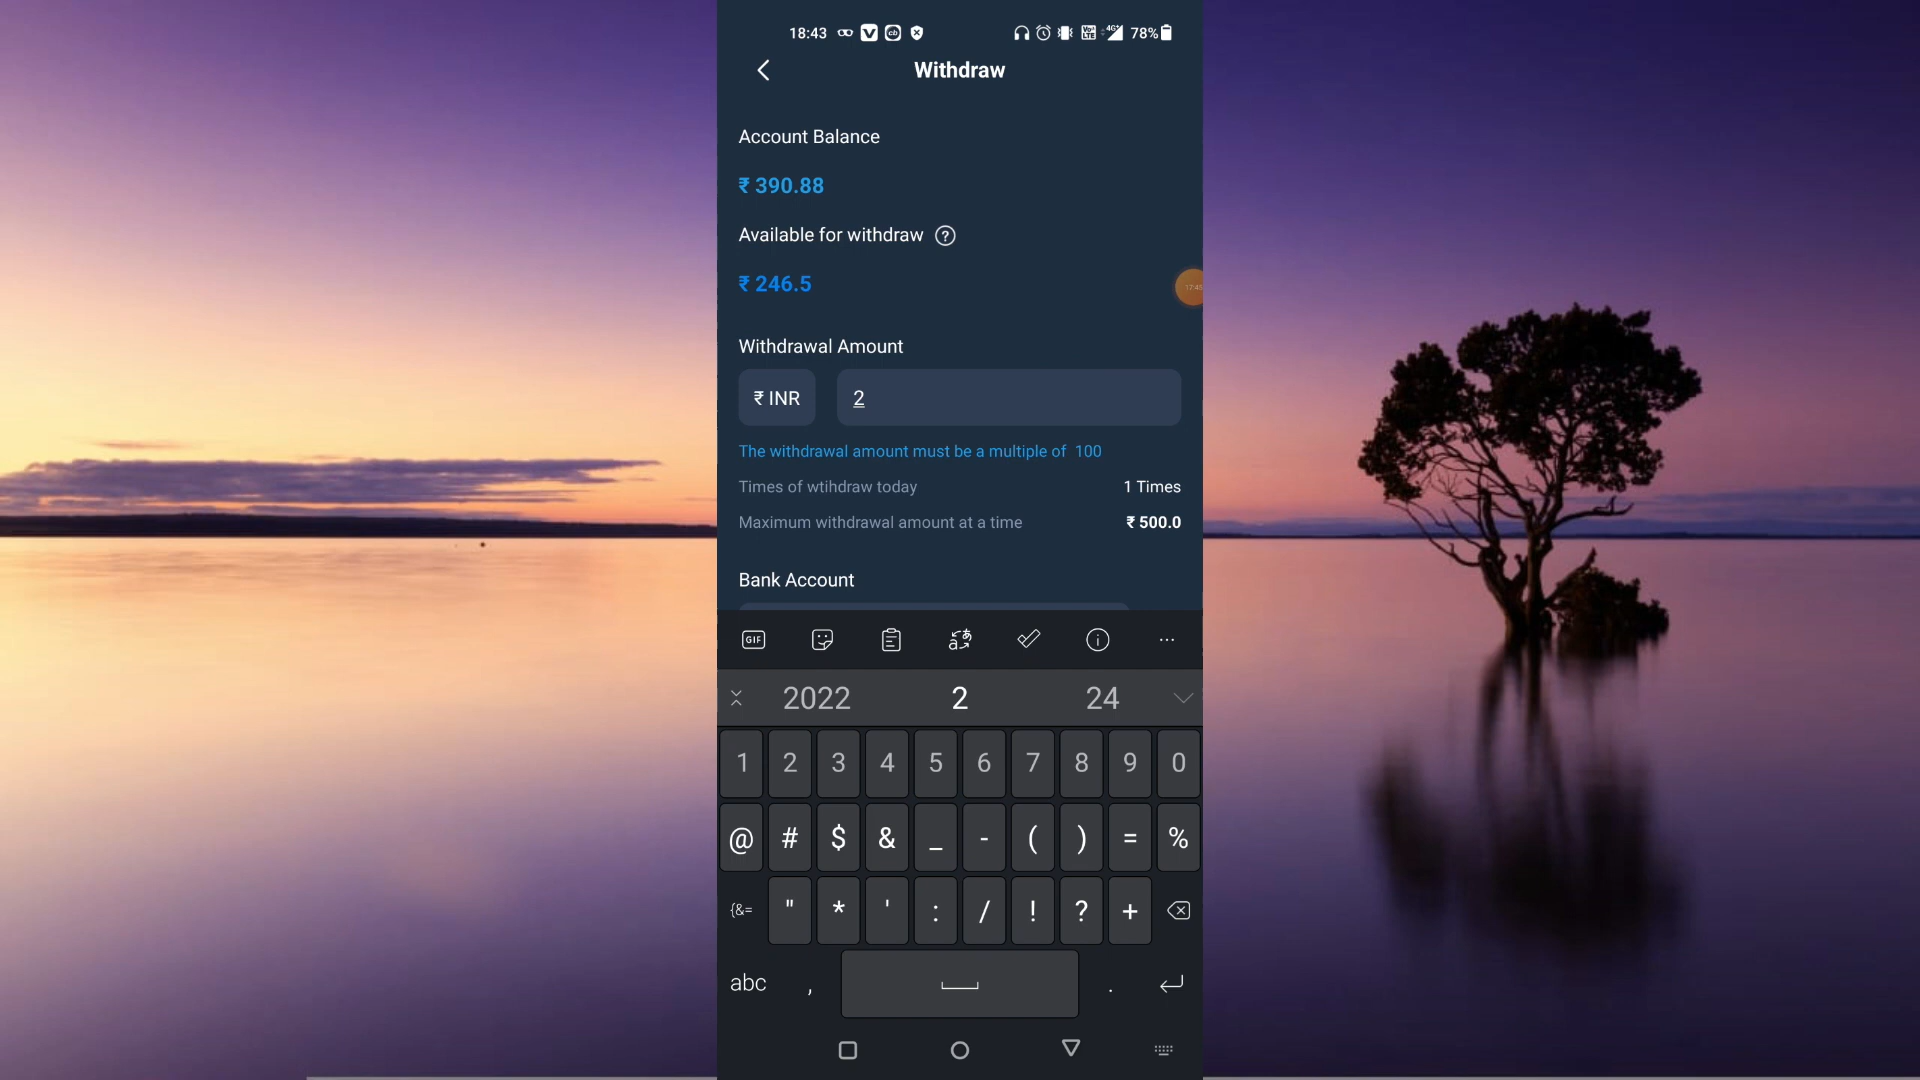 18:43 78%
Withdraw
Account Balance
₹ 390.88
Available for withdraw ?
₹ 246.5
Withdrawal Amount
₹ INR 2
The withdrawal amount must be a multiple of 100
Times of wtihdraw today 1 Times
Maximum withdrawal amount at a time ₹ 500.0
Bank Account
GIF
2022 2 24
1 2 3 4 5 6 7 8 9 0
@ # $ & _ - ( ) = %
{&= " * ' : / ! ? +
abc , .